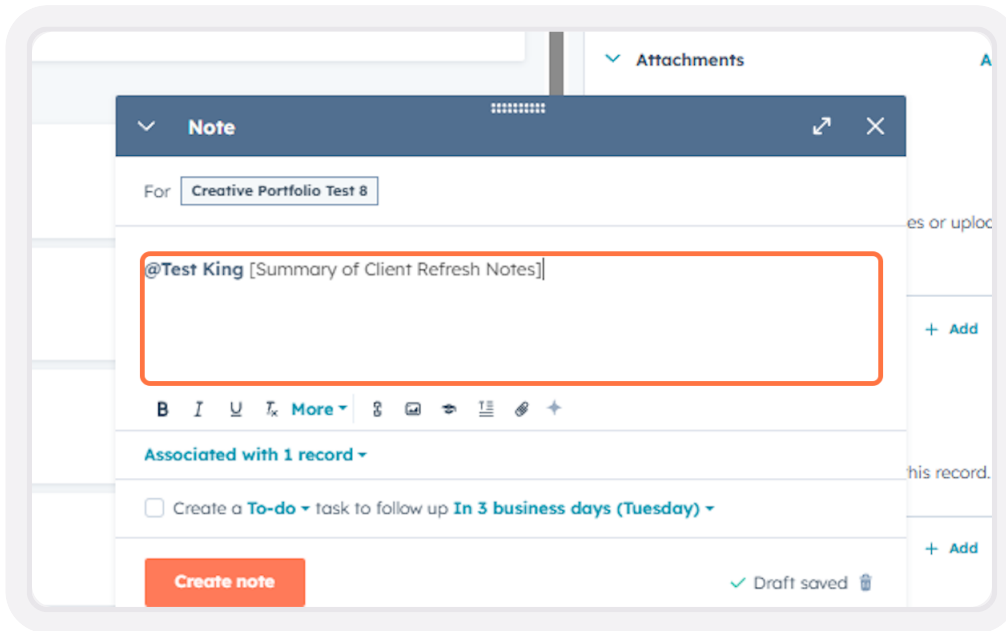 Attachments
A
Note
For Creative Portfolio Test 8
es or uploa
@Test King [Summary of Client Refresh Notes]
+ Add
B I U Tx More
Associated with 1 record
his record.
Create a To-do task to follow up In 3 business days (Tuesday)
+ Add
Create note
Draft saved